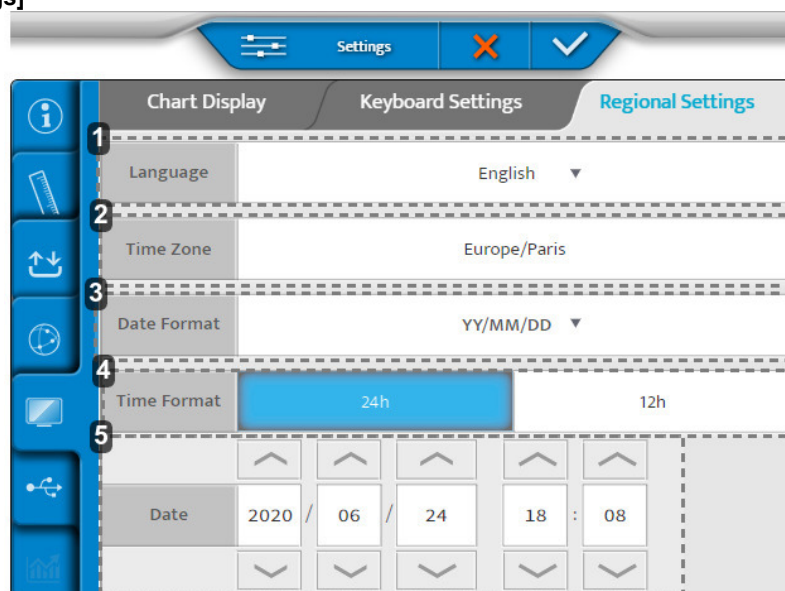 gs]
Settings
Chart Display Keyboard Settings Regional Settings
1
Language English
2
Time Zone Europe/Paris
3
Date Format YY/MM/DD
4
Time Format 24h 12h
5
Date 2020 / 06 / 24 18 : 08